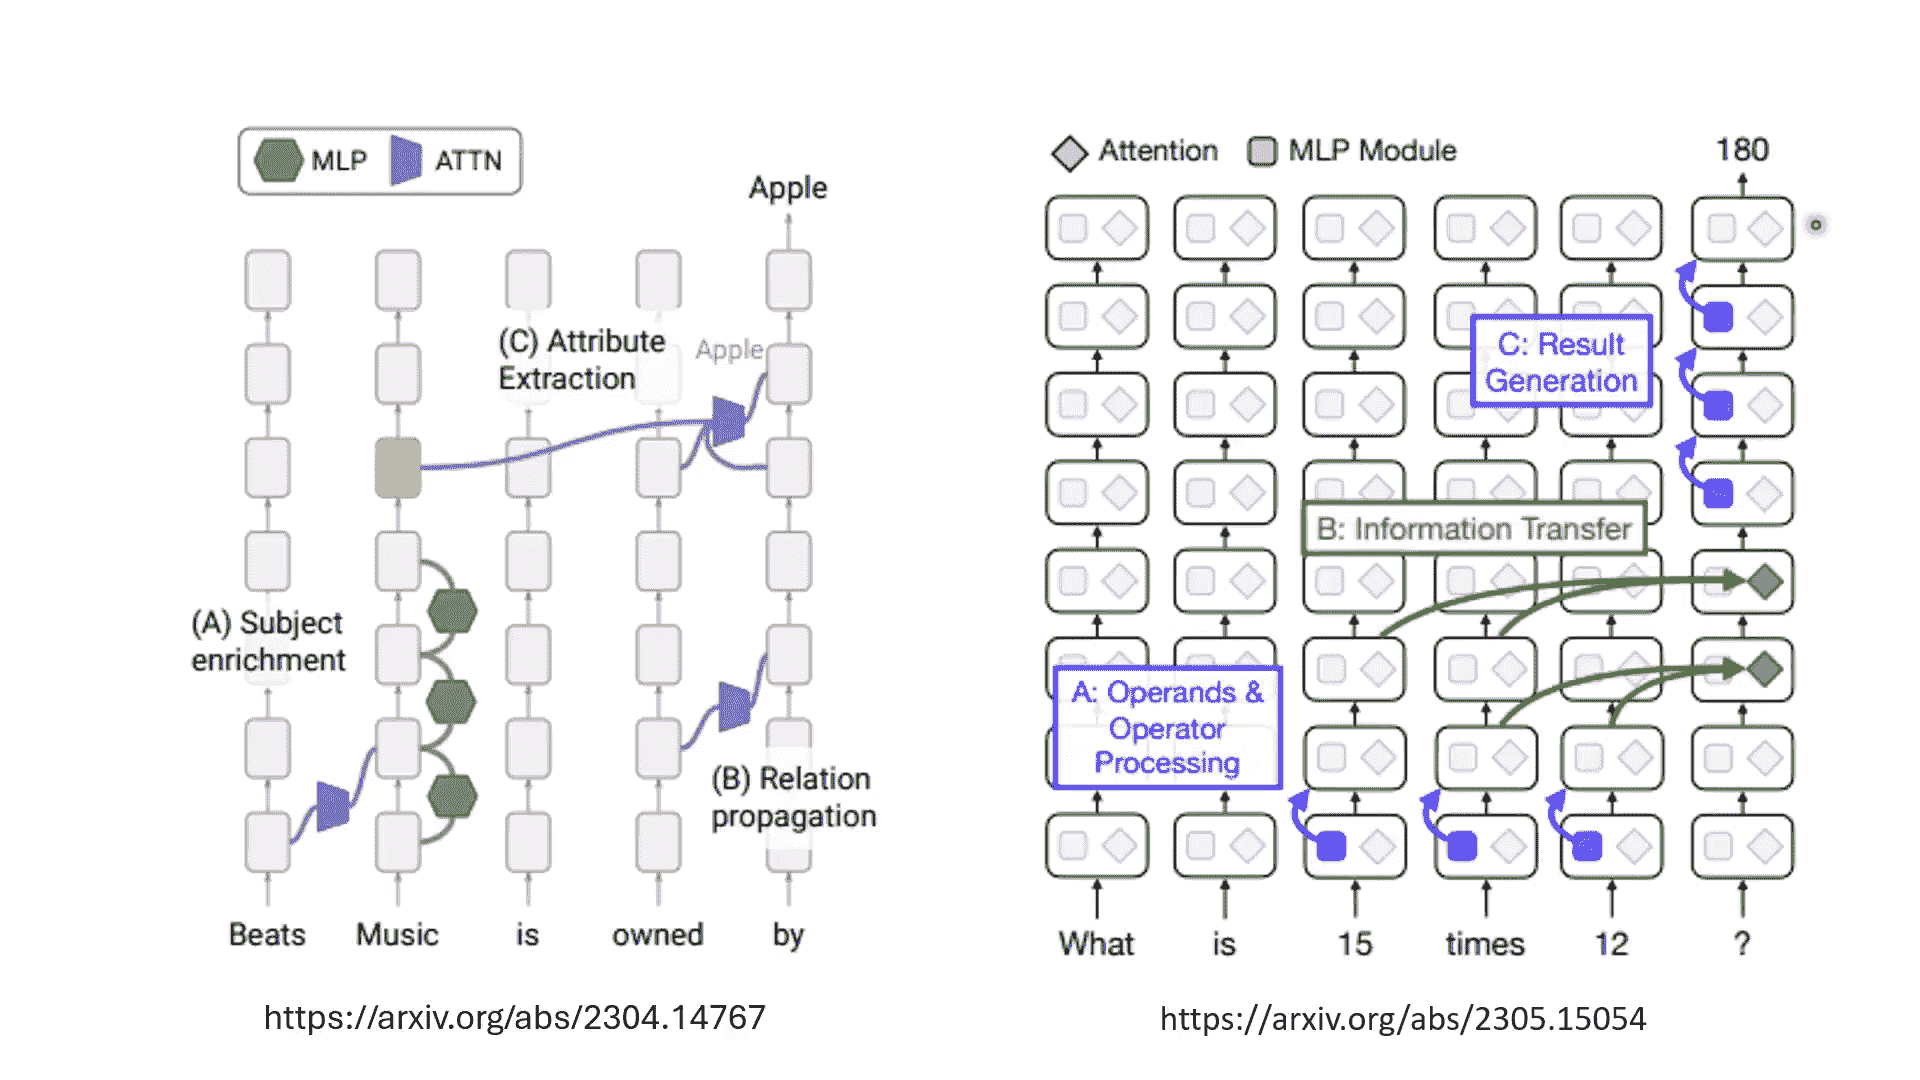 MLP ATTN
Apple
(C) Attribute
Extraction
Apple
(A) Subject
enrichment
(B) Relation
propagation
Beats Music is owned by
https://arxiv.org/abs/2304.14767
Attention MLP Module
180
C: Result
Generation
B: Information Transfer
A: Operands &
Operator
Processing
What is 15 times 12 ?
https://arxiv.org/abs/2305.15054